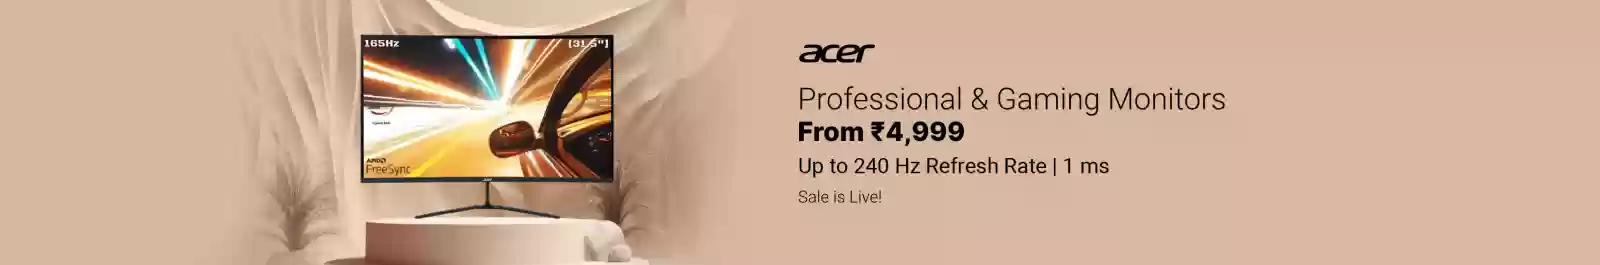 165Hz
[31.5"]
AMD
FreeSync
acer
acer
Professional & Gaming Monitors
From ₹4,999
Up to 240 Hz Refresh Rate | 1 ms
Sale is Live!